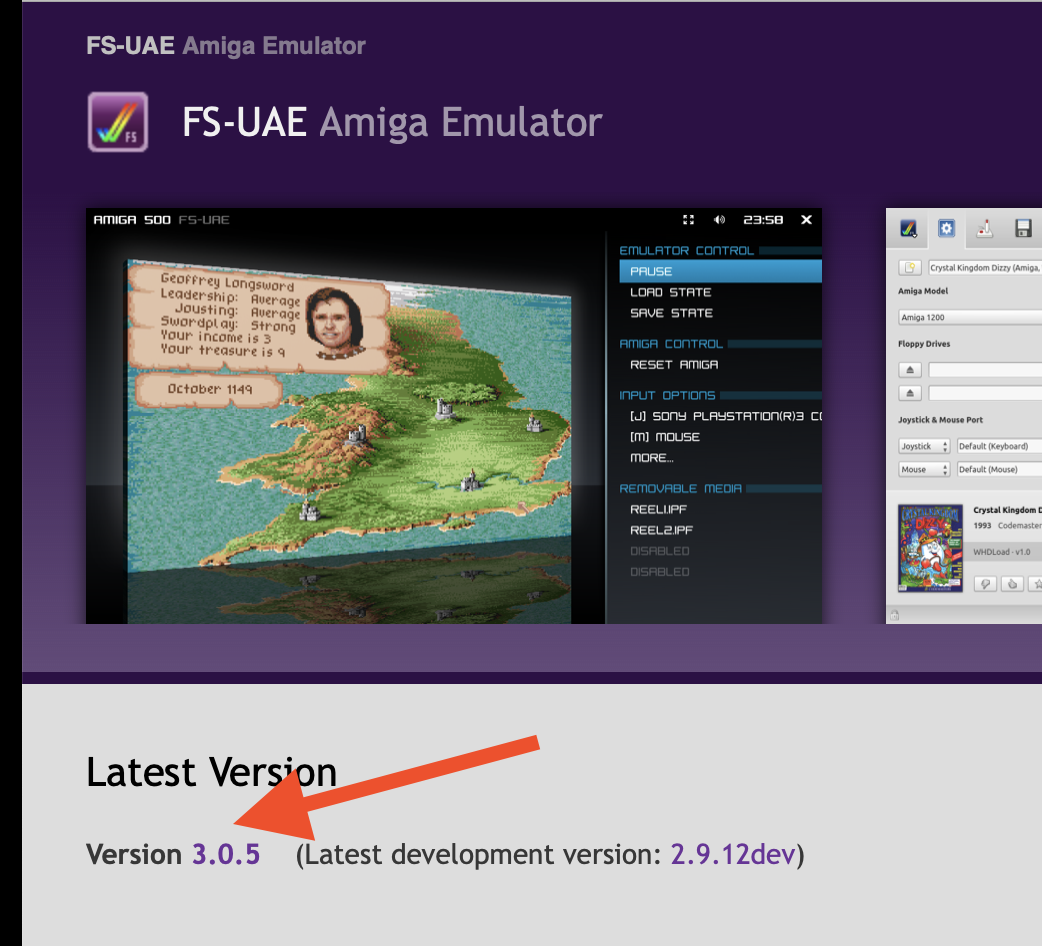 FS-UAE Amiga Emulator
FS
FS-UAE Amiga Emulator
AMIGA 500 FS-UAE
23:58
Geoffrey Longsword
Leadership: Average
Jousting: Average
Swordplay: Strong
Your income is 3
Your treasure is 9
October 1149
EMULATOR CONTROL
PAUSE
LOAD STATE
SAVE STATE
AMIGA CONTROL
RESET AMIGA
INPUT OPTIONS
[J] SONY PLAYSTATION(R)3 CO
[M] MOUSE
MORE...
REMOVABLE MEDIA
REEL1.IPF
REEL2.IPF
DISABLED
DISABLED
Crystal Kingdom Dizzy (Amiga,
Amiga Model
Amiga 1200
Floppy Drives
Joystick & Mouse Port
Joystick Default (Keyboard)
Mouse Default (Mouse)
DIZZY
Crystal Kingdom D
1993 Codemaster
WHDLoad · v1.0
Latest Version
Version 3.0.5 (Latest development version: 2.9.12dev)